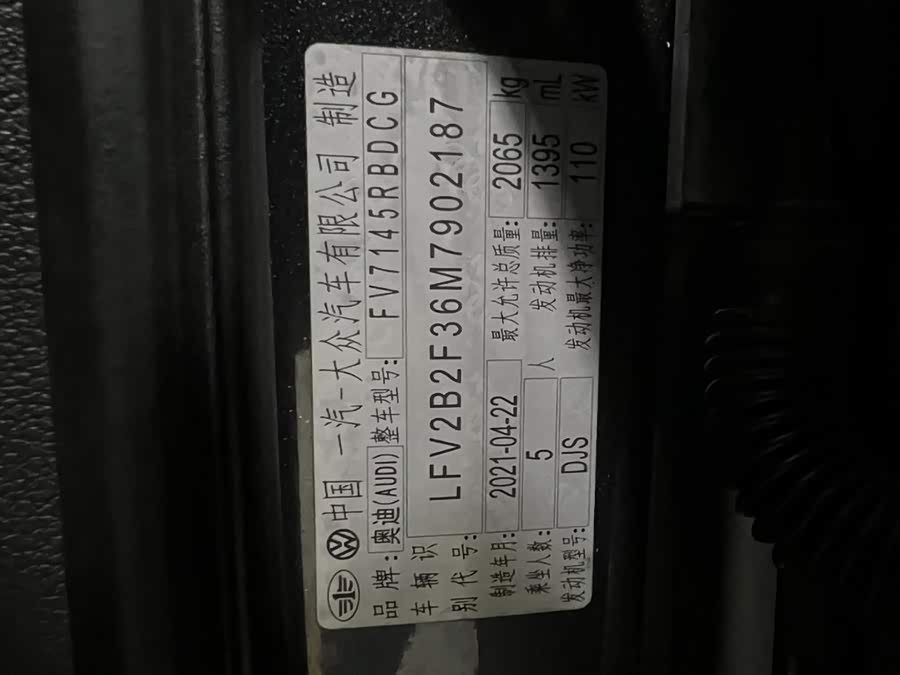 中国 一汽-大众汽车有限公司 制造
品牌: 奥迪(AUDI) 整车型号: FV7145RBDCG
车辆识别代号: LFV2B2F36M7902187
制造年月: 2021-04-22 最大允许总质量: 2065 kg
乘坐人数: 5 人 发动机排量: 1395 mL
发动机型号: DJS 发动机最大净功率: 110 kW